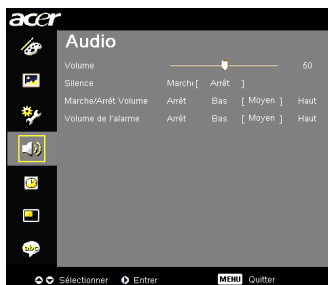 acer
Audio
Volume 50
Silence Marche [ Arrêt ]
Marche/Arrêt Volume Arrêt Bas [ Moyen ] Haut
Volume de l'alarme Arrêt Bas [ Moyen ] Haut
abc
Sélectionner Entrer MENU Quitter